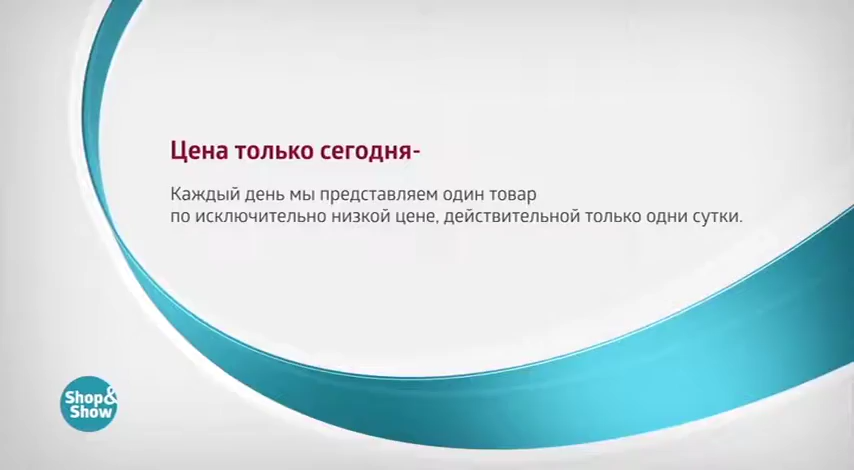 Цена только сегодня-
Каждый день мы представляем один товар
по исключительно низкой цене, действительной только одни сутки.
Shop&
Show